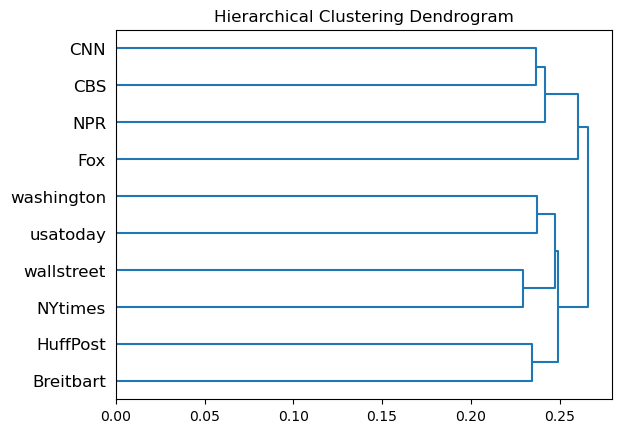 Hierarchical Clustering Dendrogram
CNN
CBS
NPR
Fox
washington
usatoday
wallstreet
NYtimes
HuffPost
Breitbart
0.00 0.05 0.10 0.15 0.20 0.25